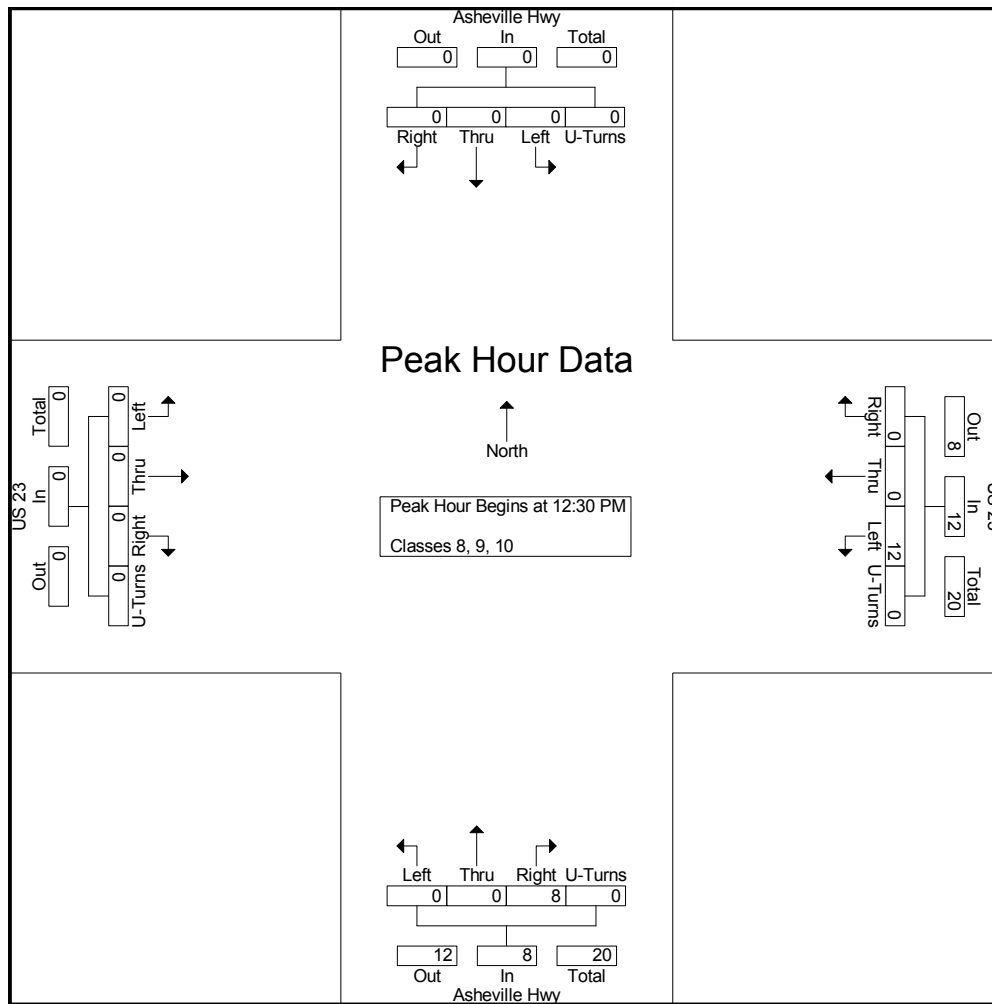 Asheville Hwy
Out In Total
0 0 0
0 0 0 0
Right Thru Left U-Turns
Peak Hour Data
North
Peak Hour Begins at 12:30 PM
Classes 8, 9, 10
US 23
Total In Out
0 0 0
0 0 0 0
Left Thru Right U-Turns
Right Thru Left U-Turns
0 0 12 0
Out In Total
8 12 20
Left Thru Right U-Turns
0 0 8 0
12 8 20
Out In Total
Asheville Hwy